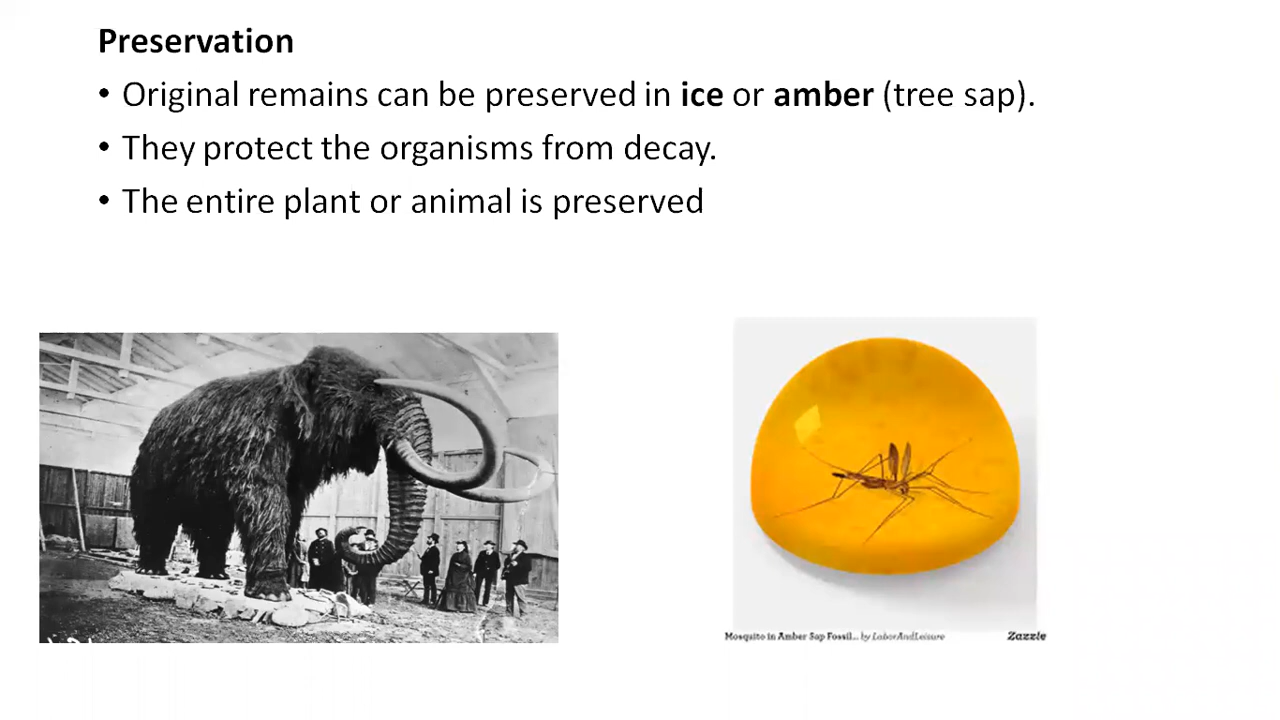 Preservation
• Original remains can be preserved in ice or amber (tree sap).
• They protect the organisms from decay.
• The entire plant or animal is preserved
Mosquito in Amber Sap Fossil... by LaborAndLeisure Zazzle